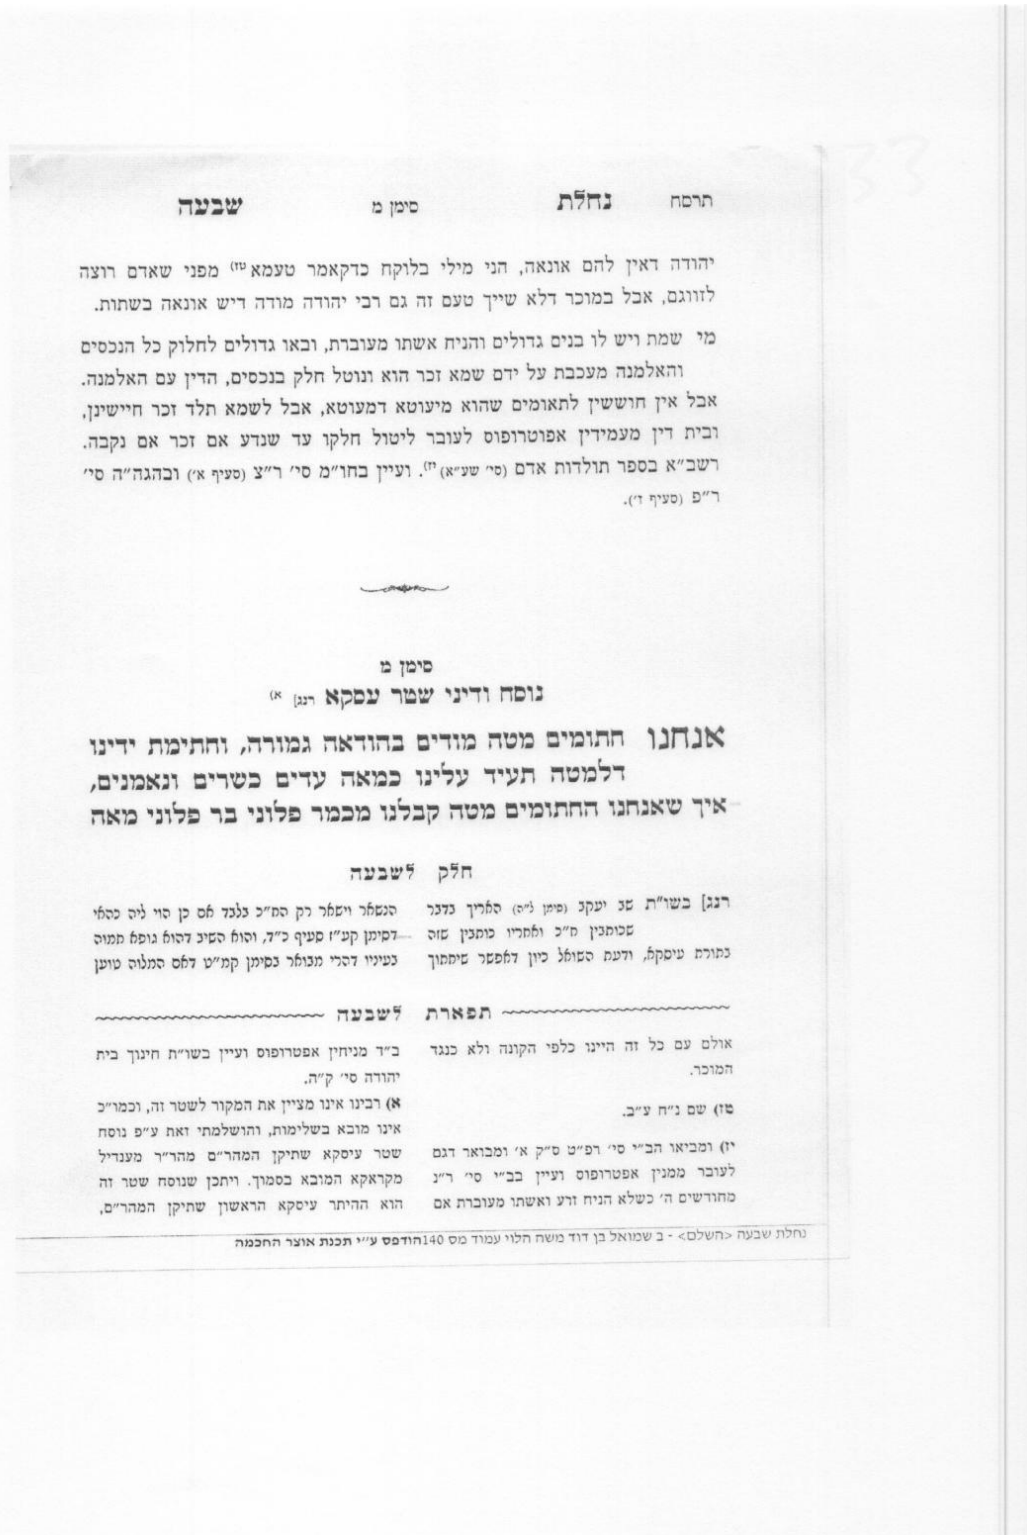 תרסח נחלת סימן מ שבעה
יהודה דאין להם אונאה, הני מילי בלוקח כדקאמר טעמא טז) מפני שאדם רוצה
לזווגם, אבל במוכר דלא שייך טעם זה גם רבי יהודה מודה דיש אונאה בשתות.
מי שמת ויש לו בנים גדולים והניח אשתו מעוברת, ובאו גדולים לחלוק כל הנכסים
והאלמנה מעכבת על ידם שמא זכר הוא ונוטל חלק בנכסים, הדין עם האלמנה.
אבל אין חוששין לתאומים שהוא מיעוטא דמעוטא, אבל לשמא תלד זכר חיישינן,
ובית דין מעמידין אפוטרופוס לעובר ליטול חלקו עד שנדע אם זכר אם נקבה.
רשב״א בספר תולדות אדם (סי׳ שע״א) יז). ועיין בחו״מ סי׳ ר״צ (סעיף א׳) ובהגה״ה סי׳
ר״פ (סעיף ז׳).
סימן מ
נוסח ודיני שטר עסקא רנג] א)
אנחנו חתומים מטה מודים בהודאה גמורה, וחתימת ידינו
דלמטה תעיד עלינו כמאה עדים כשרים ונאמנים,
איך שאנחנו החתומים מטה קבלנו מכמר פלוני בר פלוני מאה
חלק לשבעה
רנג] בשו״ת שב יעקב (סימן ל״ה) האריך בדבר
שכותבין ח״כ ואחריו כותבין שזה
בתורת עיסקא, ודעת השואל כיון דאפשר שימחוך
הנשאר וישאר רק הח״כ בלבד אם כן הוי ליה כהאי
דסימן קע״ז סעיף כ״ד, והוא השיב דהוא גופא תמוה
בעיניו דהרי מבואר בסימן קמ״ט דאם המלוה טוען
תפארת לשבעה
אולם עם כל זה היינו כלפי הקונה ולא כנגד
המוכר.
טז) שם נ״ח ע״ב.
יז) ומביאו הב״י סי׳ רפ״ט ס״ק א׳ ומבואר דגם
לעובר ממנין אפטרופוס ועיין בב״י סי׳ ר״נ
מחודשים ה׳ כשלא הניח זרע ואשתו מעוברת אם
ב״ד מניחין אפטרופוס ועיין בשו״ת חינוך בית
יהודה סי׳ ק״ה.
א) רבינו אינו מציין את המקור לשטר זה, וכמו״כ
אינו מובא בשלימות, והושלמתי זאת ע״פ נוסח
שטר עיסקא שתיקן המהר״ם מהר״ר מענדיל
מקראקא המובא בסמוך. ויתכן שנוסח שטר זה
הוא ההיתר עיסקא הראשון שתיקן המהר״ם,
נחלת שבעה <השלם> - ב שמואל בן דוד משה הלוי עמוד מס 140הודפס ע״י תכנת אוצר החכמה